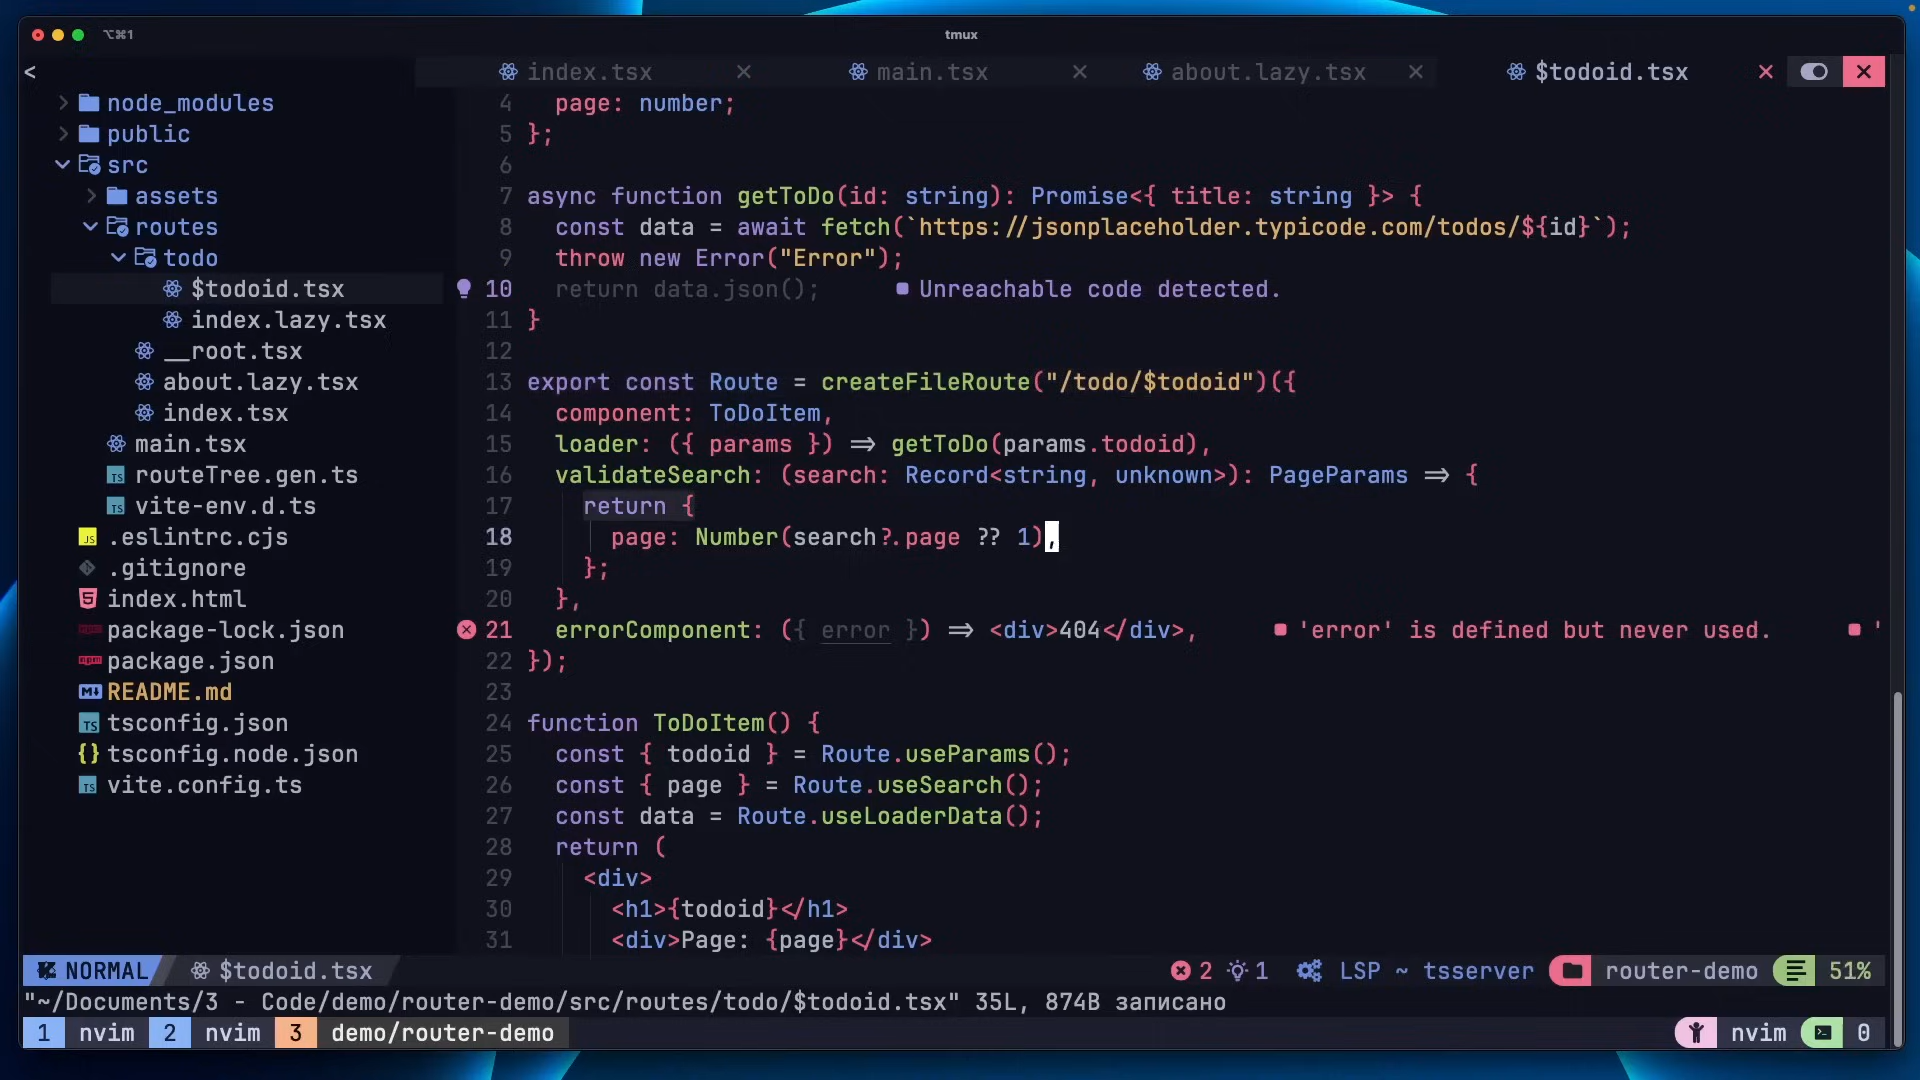 ⌥⌘1
tmux
<
index.tsx
main.tsx
about.lazy.tsx
$todoid.tsx
node_modules
public
src
assets
routes
todo
$todoid.tsx
index.lazy.tsx
__root.tsx
about.lazy.tsx
index.tsx
main.tsx
routeTree.gen.ts
vite-env.d.ts
.eslintrc.cjs
.gitignore
index.html
package-lock.json
package.json
README.md
tsconfig.json
tsconfig.node.json
vite.config.ts
4 page: number;
5 };
6
7 async function getToDo(id: string): Promise<{ title: string }> {
8 const data = await fetch(`https://jsonplaceholder.typicode.com/todos/${id}`);
9 throw new Error("Error");
10 return data.json(); Unreachable code detected.
11 }
12
13 export const Route = createFileRoute("/todo/$todoid")({
14 component: ToDoItem,
15 loader: ({ params }) => getToDo(params.todoid),
16 validateSearch: (search: Record<string, unknown>): PageParams => {
17 return {
18 page: Number(search?.page ?? 1),
19 };
20 },
21 errorComponent: ({ error }) => <div>404</div>, 'error' is defined but never used. '
22 });
23
24 function ToDoItem() {
25 const { todoid } = Route.useParams();
26 const { page } = Route.useSearch();
27 const data = Route.useLoaderData();
28 return (
29 <div>
30 <h1>{todoid}</h1>
31 <div>Page: {page}</div>
NORMAL $todoid.tsx 2 1 LSP ~ tsserver router-demo 51%
"~/Documents/3 - Code/demo/router-demo/src/routes/todo/$todoid.tsx" 35L, 874B записано
1 nvim 2 nvim 3 demo/router-demo nvim 0